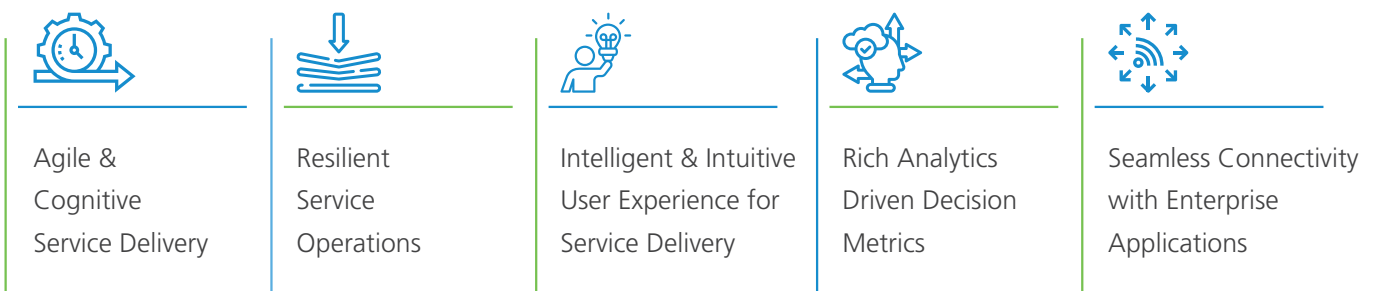 Agile &
Cognitive
Service Delivery
Resilient
Service
Operations
Intelligent & Intuitive
User Experience for
Service Delivery
Rich Analytics
Driven Decision
Metrics
Seamless Connectivity
with Enterprise
Applications